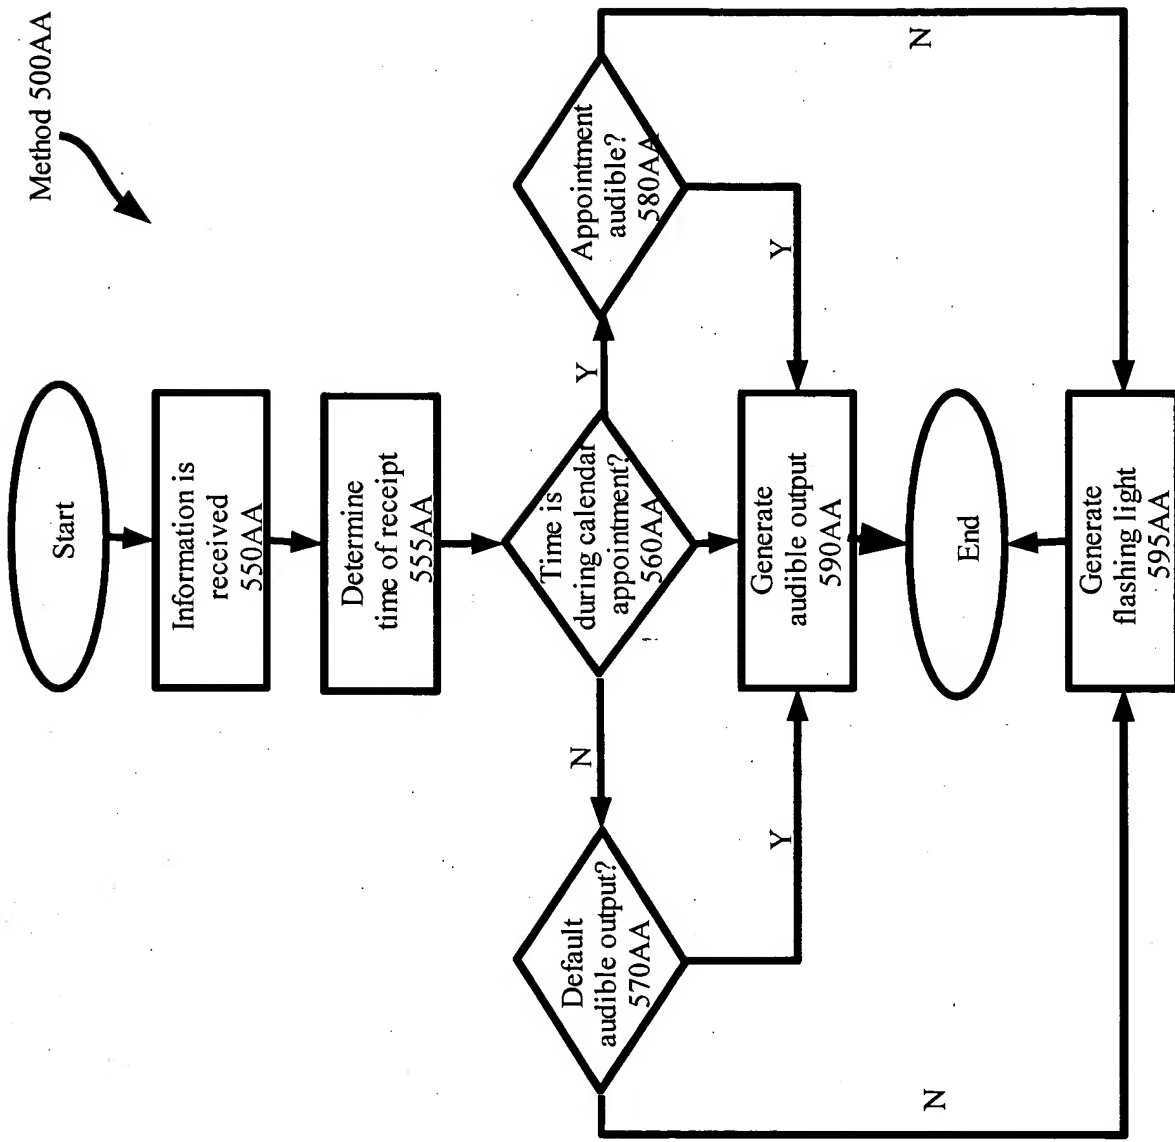 Method 500AA
Start
Information is
received
550AA
Determine
time of receipt
555AA
Time is
during calendar
appointment?
560AA
Y
N
Appointment
audible?
580AA
Y
N
Default
audible output?
570AA
Y
N
Generate
audible output
590AA
End
Generate
flashing light
595AA